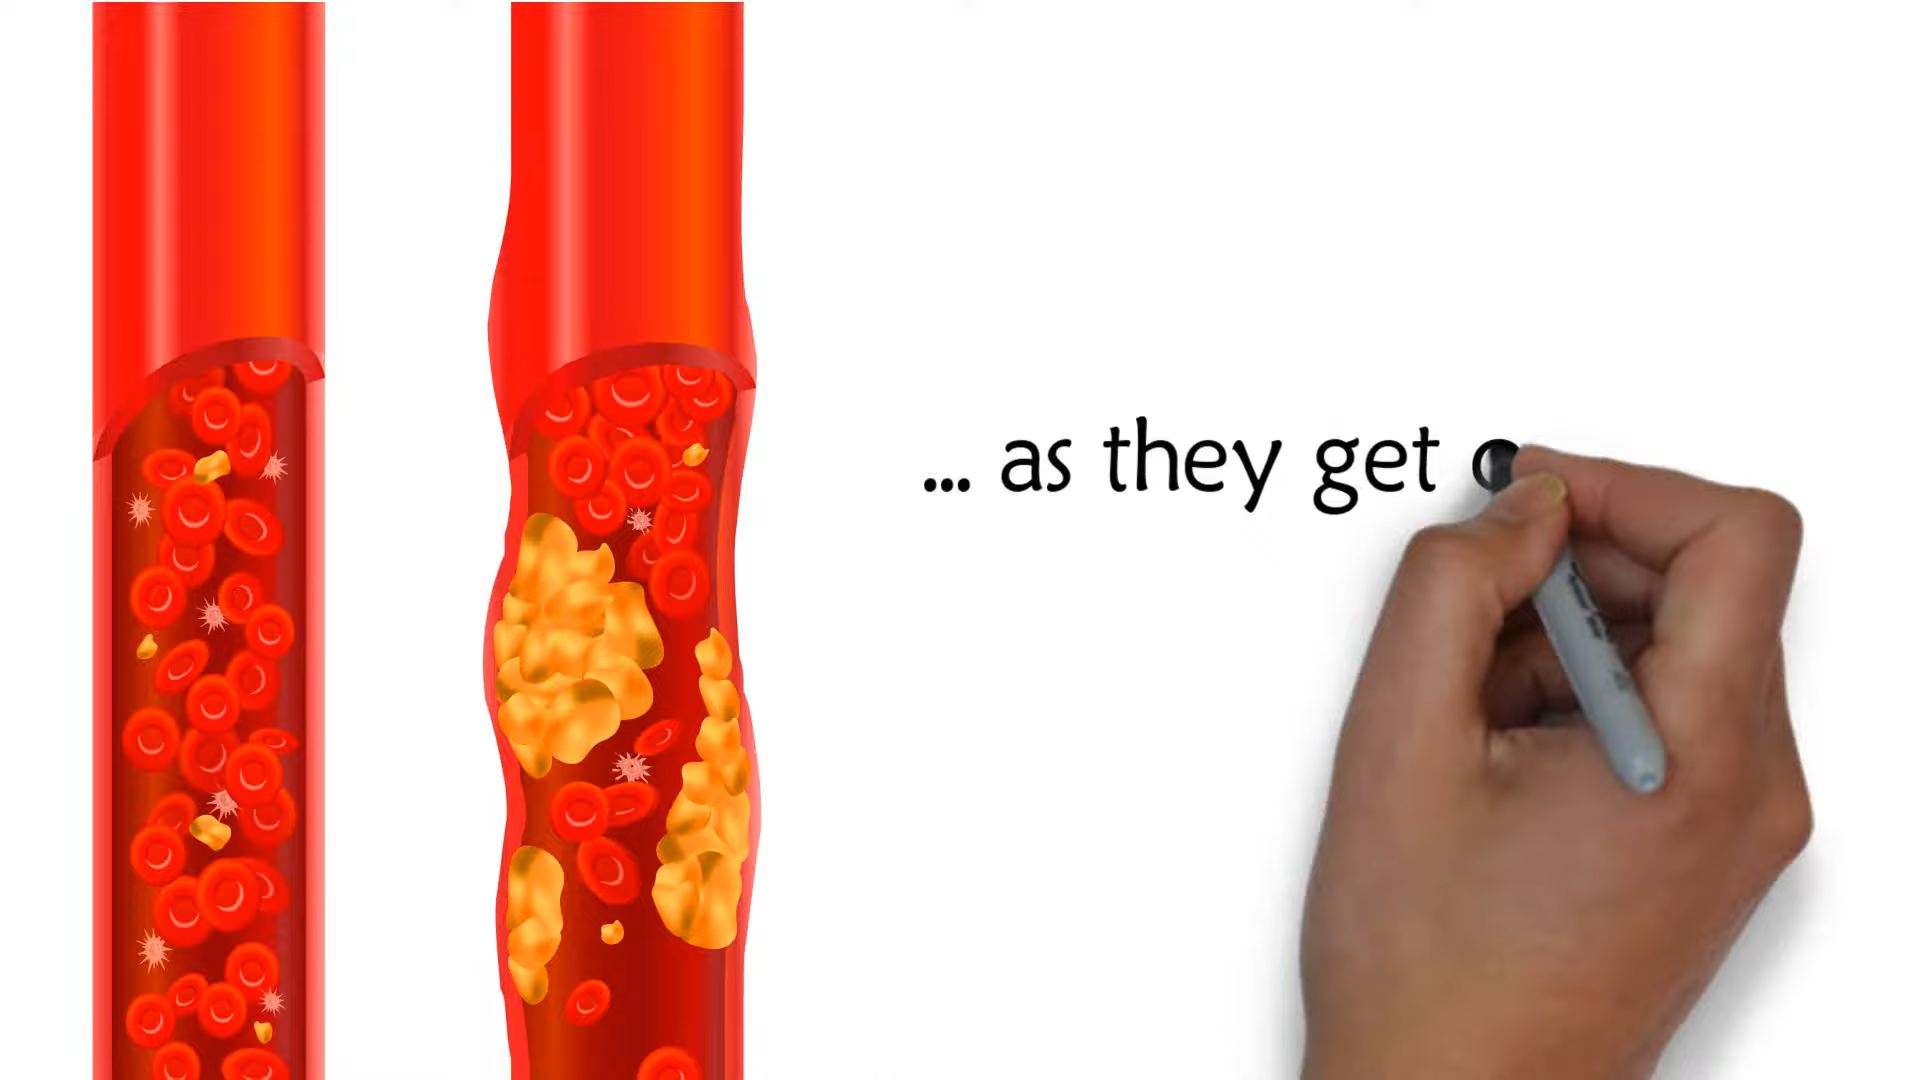 ... as they get